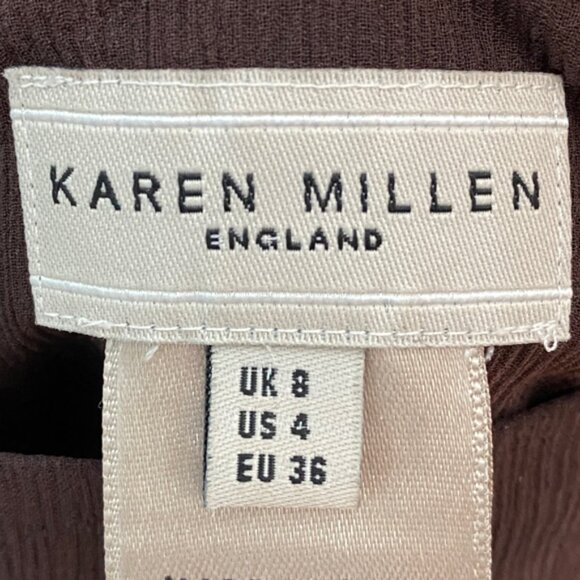 KAREN MILLEN
ENGLAND
UK 8
US 4
EU 36